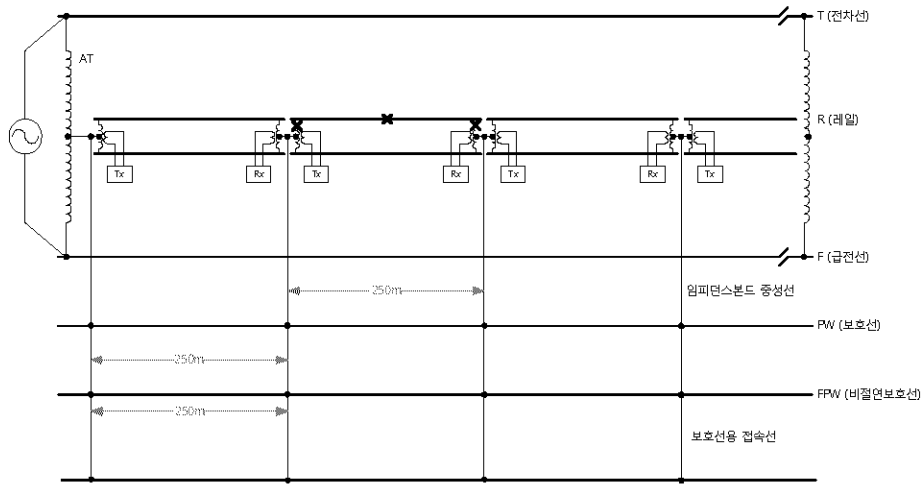 T (전차선)
AT
R (레일)
Tx
Rx
Tx
Rx
Tx
Rx
Tx
F (급전선)
250m
임피던스본드 중성선
PW (보호선)
250m
FPW (비절연보호선)
250m
보호선용 접속선